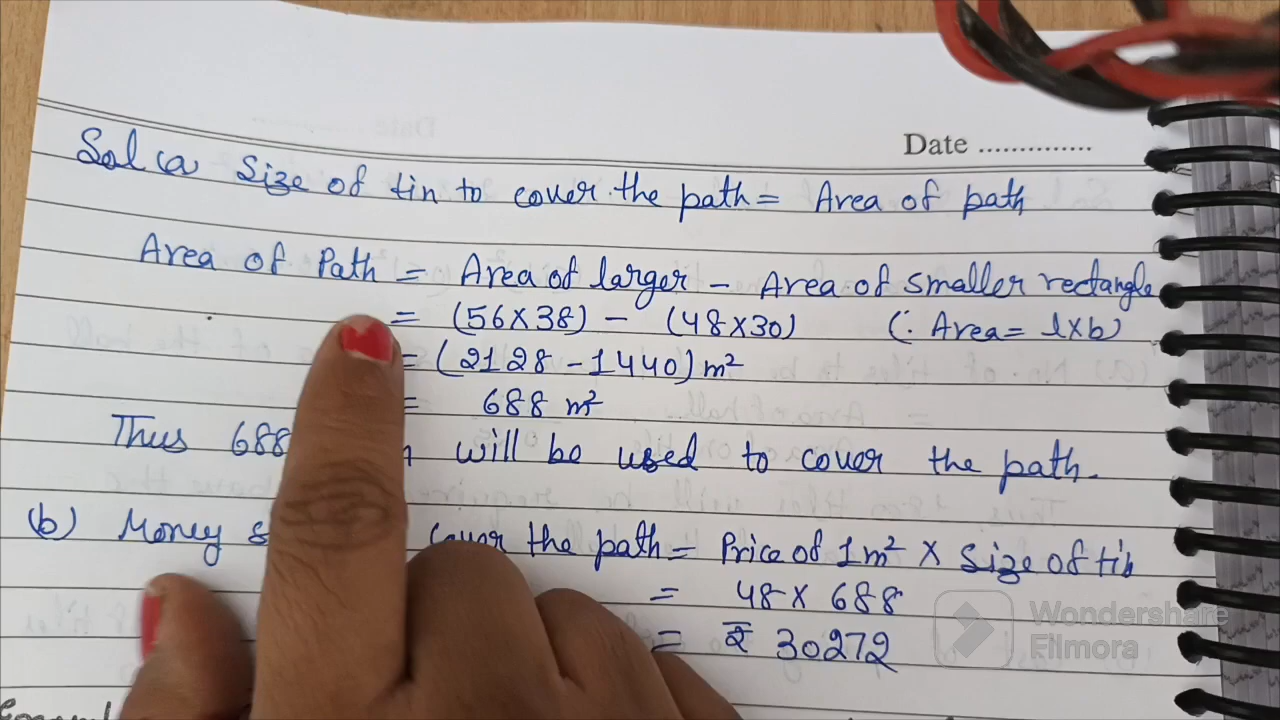 Date ..............
Sol (a Size of tin to cover the path = Area of path
Area of Path = Area of larger - Area of smaller rectangle
= (56×38) - (48×30) (∵ Area = l×b)
= (2128 - 1440) m²
= 688 m²
Thus 688 will be used to cover the path.
(b) Money cover the path = Price of 1m² × Size of tin
= 48 × 688
= ₹ 30272
Wondershare
Filmora